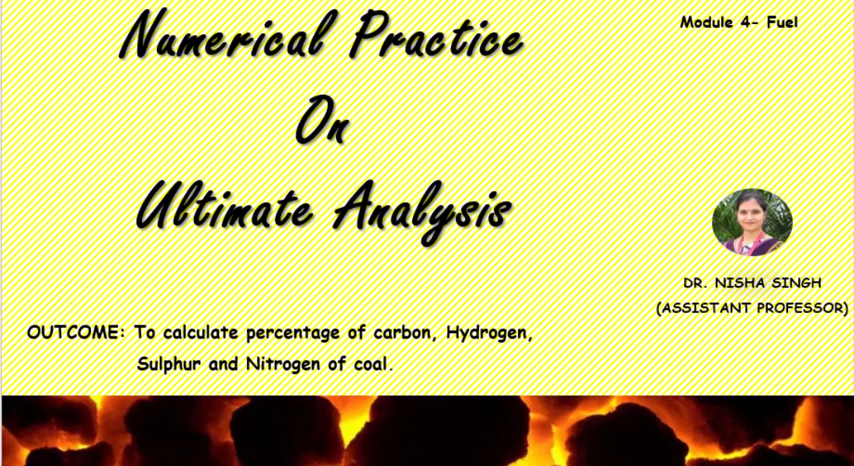 Numerical Practice
Module 4- Fuel
On
Ultimate Analysis
DR. NISHA SINGH
(ASSISTANT PROFESSOR)
OUTCOME: To calculate percentage of carbon, Hydrogen,
Sulphur and Nitrogen of coal.